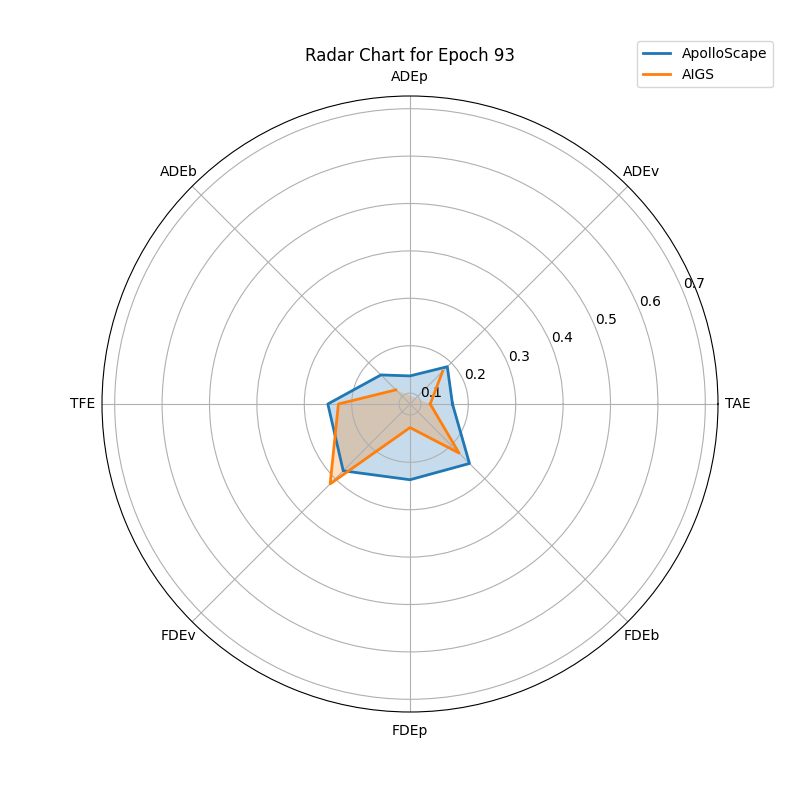 ApolloScape
AIGS
Radar Chart for Epoch 93
ADEp
ADEb
ADEv
0.7
0.6
0.5
0.4
0.3
0.2
0.1
TFE
TAE
FDEv
FDEb
FDEp